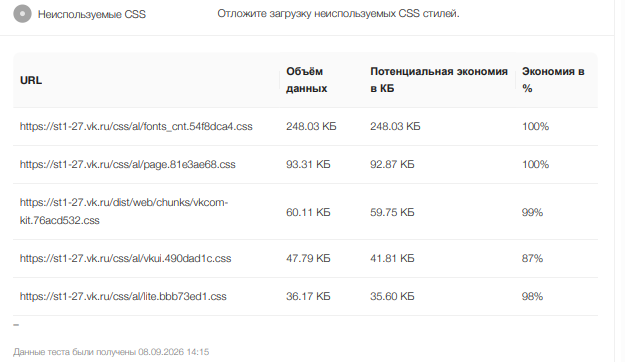 Неиспользуемые CSS Отложите загрузку неиспользуемых CSS стилей.
URL Объём данных Потенциальная экономия в КБ Экономия в %
https://st1-27.vk.ru/css/al/fonts_cnt.54f8dca4.css 248.03 КБ 248.03 КБ 100%
https://st1-27.vk.ru/css/al/page.81e3ae68.css 93.31 КБ 92.87 КБ 100%
https://st1-27.vk.ru/dist/web/chunks/vkcom-
kit.76acd532.css 60.11 КБ 59.75 КБ 99%
https://st1-27.vk.ru/css/al/vkui.490dad1c.css 47.79 КБ 41.81 КБ 87%
https://st1-27.vk.ru/css/al/lite.bbb73ed1.css 36.17 КБ 35.60 КБ 98%
–
Данные теста были получены 08.09.2026 14:15